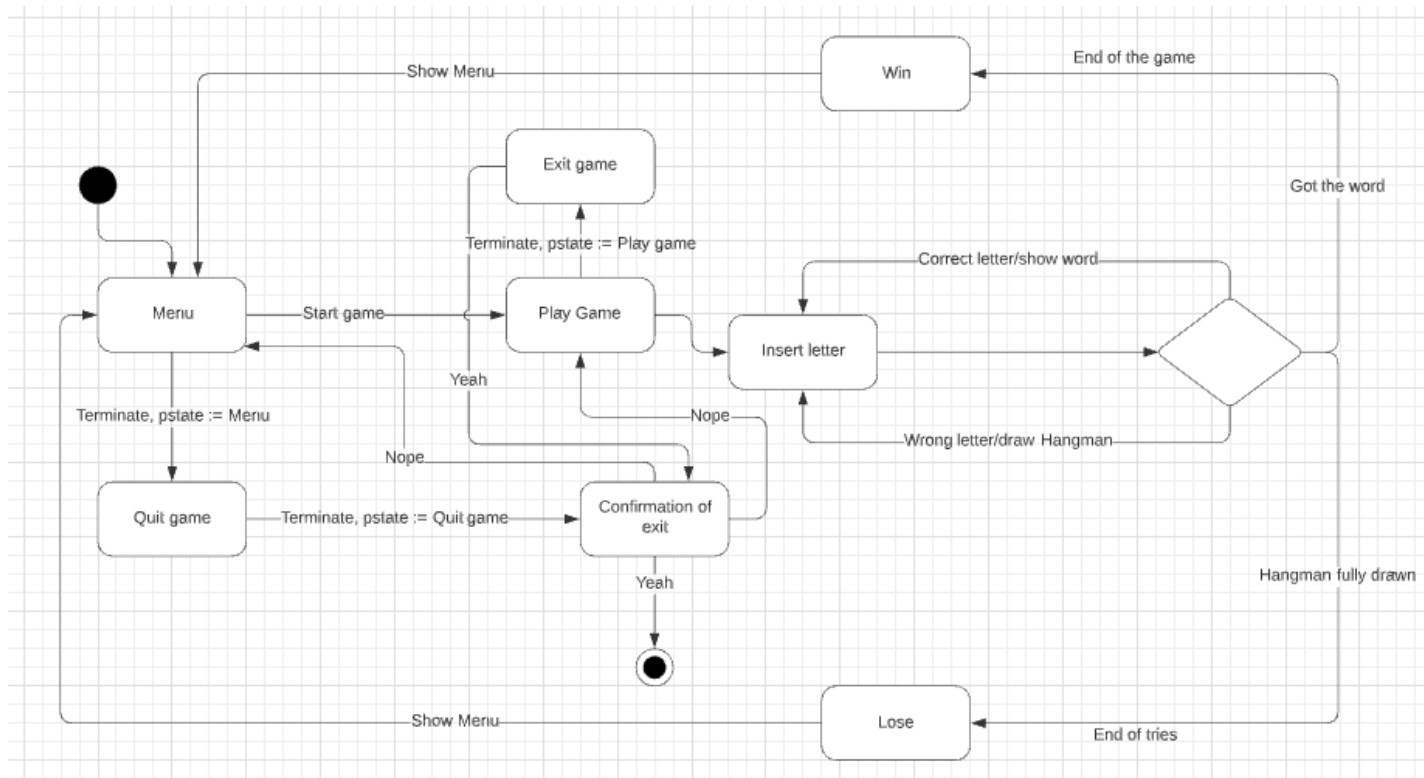 End of the game
Win
Show Menu
Exit game
Got the word
Terminate, pstate := Play game
Correct letter/show word
Menu
Start game
Play Game
Insert letter
Yeah
Terminate, pstate := Menu
Nope
Wrong letter/draw Hangman
Nope
Quit game
Terminate, pstate := Quit game
Confirmation of
exit
Yeah
Hangman fully drawn
Show Menu
Lose
End of tries